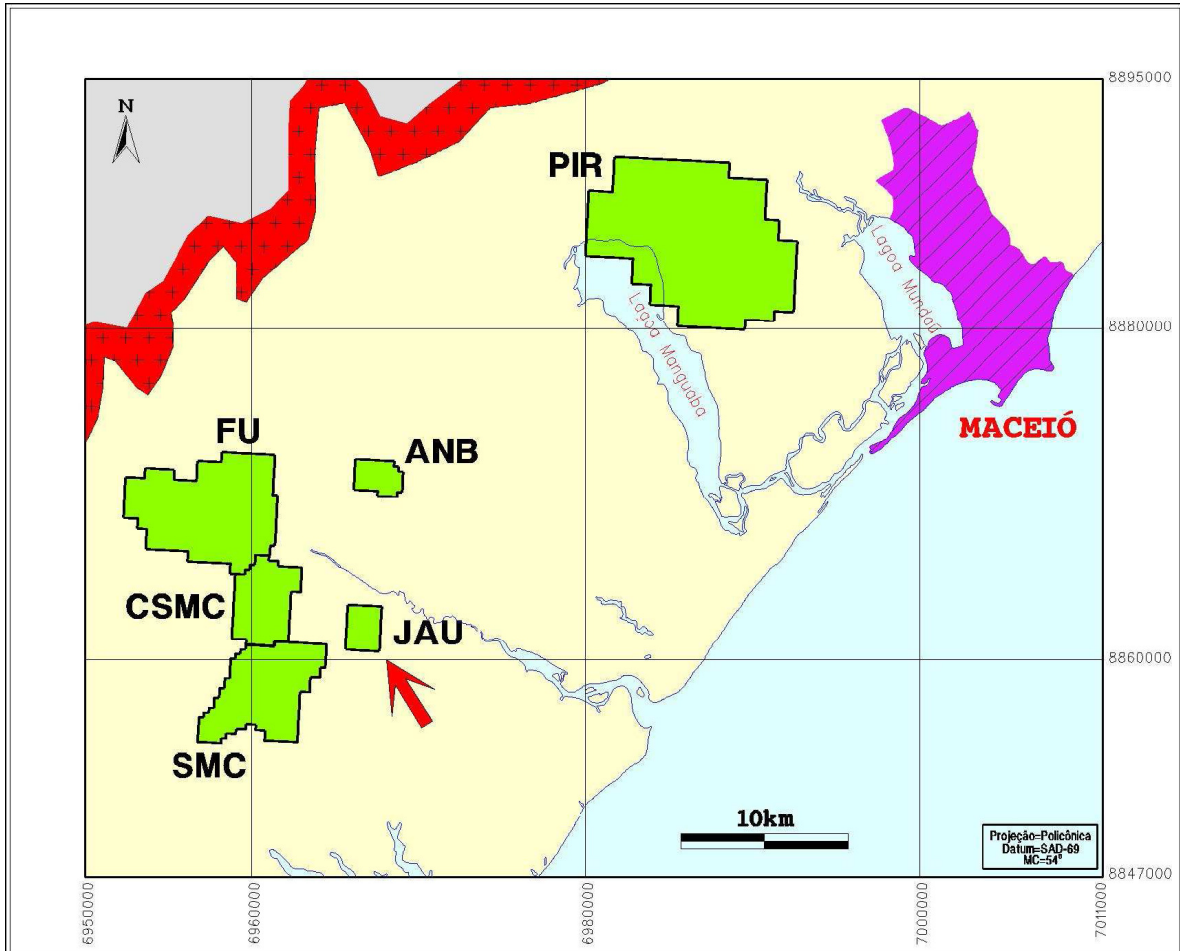 8895000
N
PIR
Lagoa Mundaú
8880000
Lagoa Manguaba
MACEIÓ
FU
ANB
CSMC
JAU
8860000
SMC
10km
Projeção=Policônica
Datum=SAD-69
MC=54°
8847000
6950000
6960000
6980000
7000000
7011000